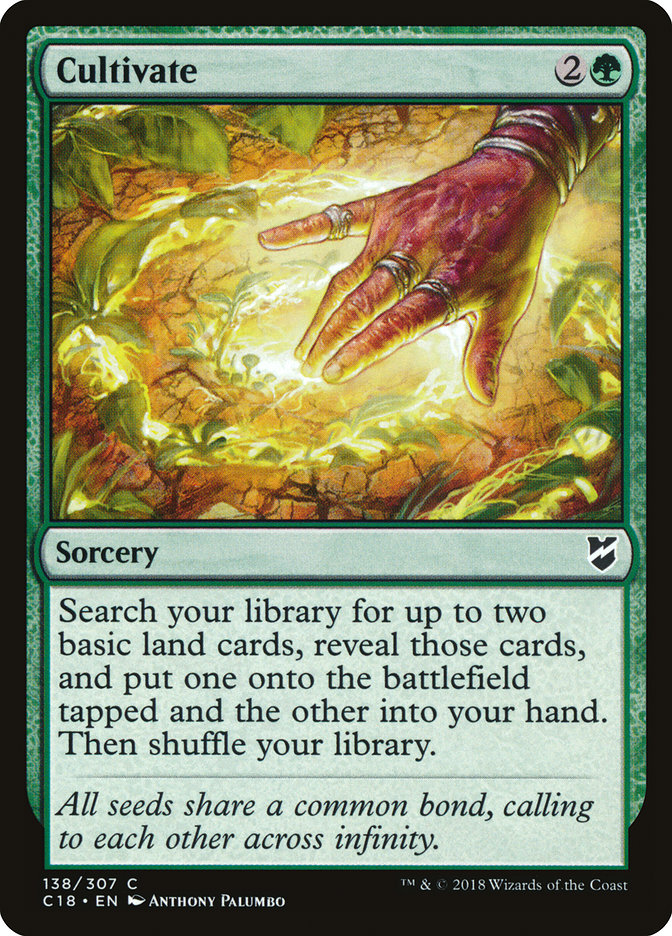 Cultivate 2
Sorcery
Search your library for up to two
basic land cards, reveal those cards,
and put one onto the battlefield
tapped and the other into your hand.
Then shuffle your library.
All seeds share a common bond, calling
to each other across infinity.
138/307 C
C18 • EN Anthony Palumbo
™ & © 2018 Wizards of the Coast